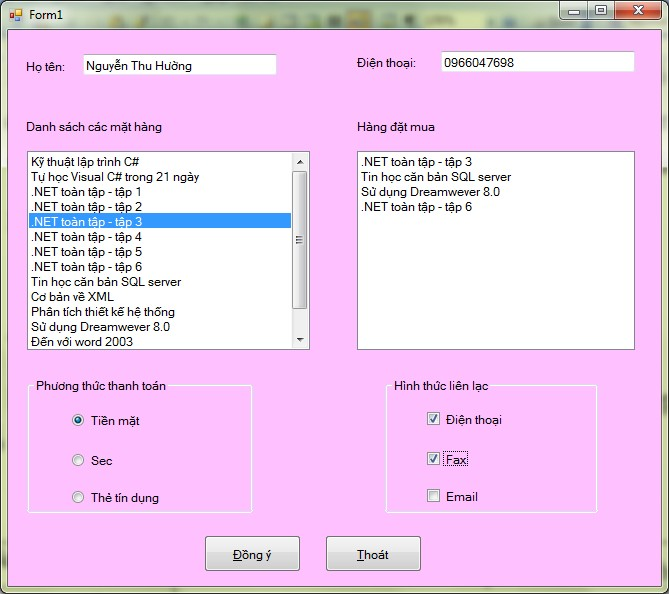 Form1
Họ tên:
Nguyễn Thu Hường
Điện thoại:
0966047698
Danh sách các mặt hàng
Kỹ thuật lập trình C#
Tự học Visual C# trong 21 ngày
.NET toàn tập - tập 1
.NET toàn tập - tập 2
.NET toàn tập - tập 3
.NET toàn tập - tập 4
.NET toàn tập - tập 5
.NET toàn tập - tập 6
Tin học căn bản SQL server
Cơ bản về XML
Phân tích thiết kế hệ thống
Sử dụng Dreamwever 8.0
Đến với word 2003
Hàng đặt mua
.NET toàn tập - tập 3
Tin học căn bản SQL server
Sử dụng Dreamwever 8.0
.NET toàn tập - tập 6
Phương thức thanh toán
Tiền mặt
Sec
Thẻ tín dụng
Hình thức liên lạc
Điện thoại
Fax
Email
Đồng ý
Thoát